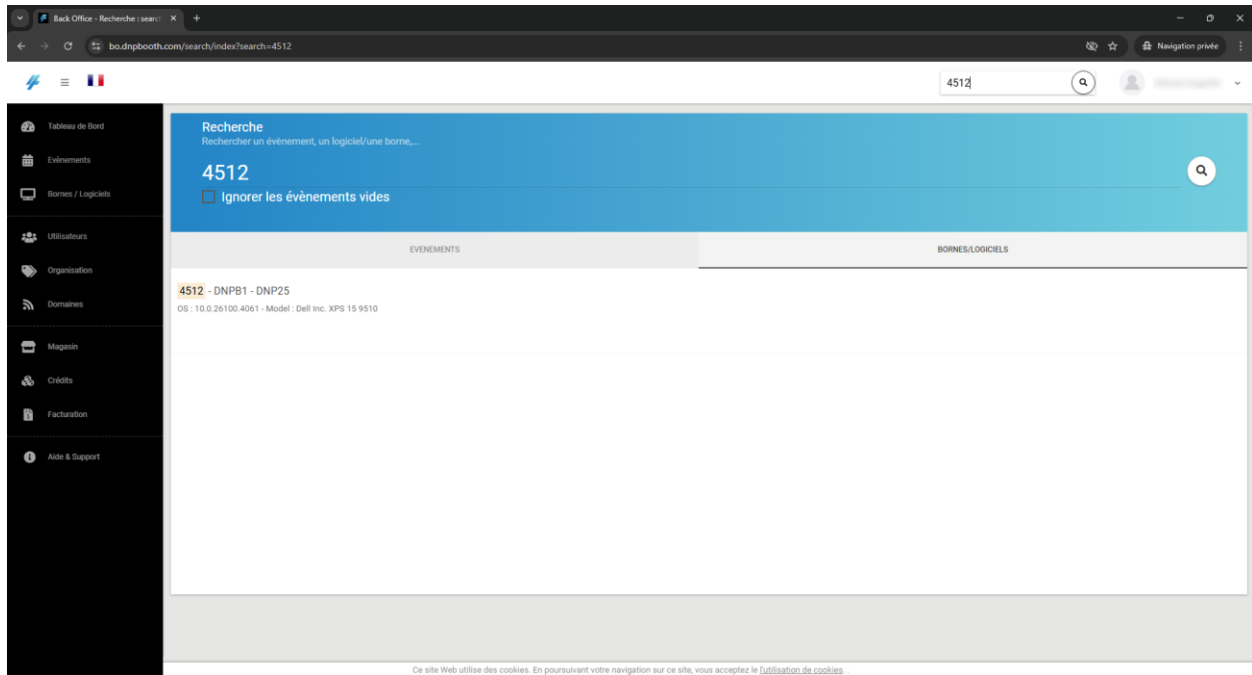 Back Office - Recherche : search
bo.dnpbooth.com/search/index?search=4512
Navigation privée
4512
Tableau de Bord
Evènements
Bornes / Logiciels
Utilisateurs
Organisation
Domaines
Magasin
Crédits
Facturation
Aide & Support
Recherche
Rechercher un évènement, un logiciel/une borne,...
4512
Ignorer les évènements vides
EVENEMENTS
BORNES/LOGICIELS
4512 - DNPB1 - DNP25
OS : 10.0.26100.4061 - Model : Dell Inc. XPS 15 9510
Ce site Web utilise des cookies. En poursuivant votre navigation sur ce site, vous acceptez le l'utilisation de cookies. .